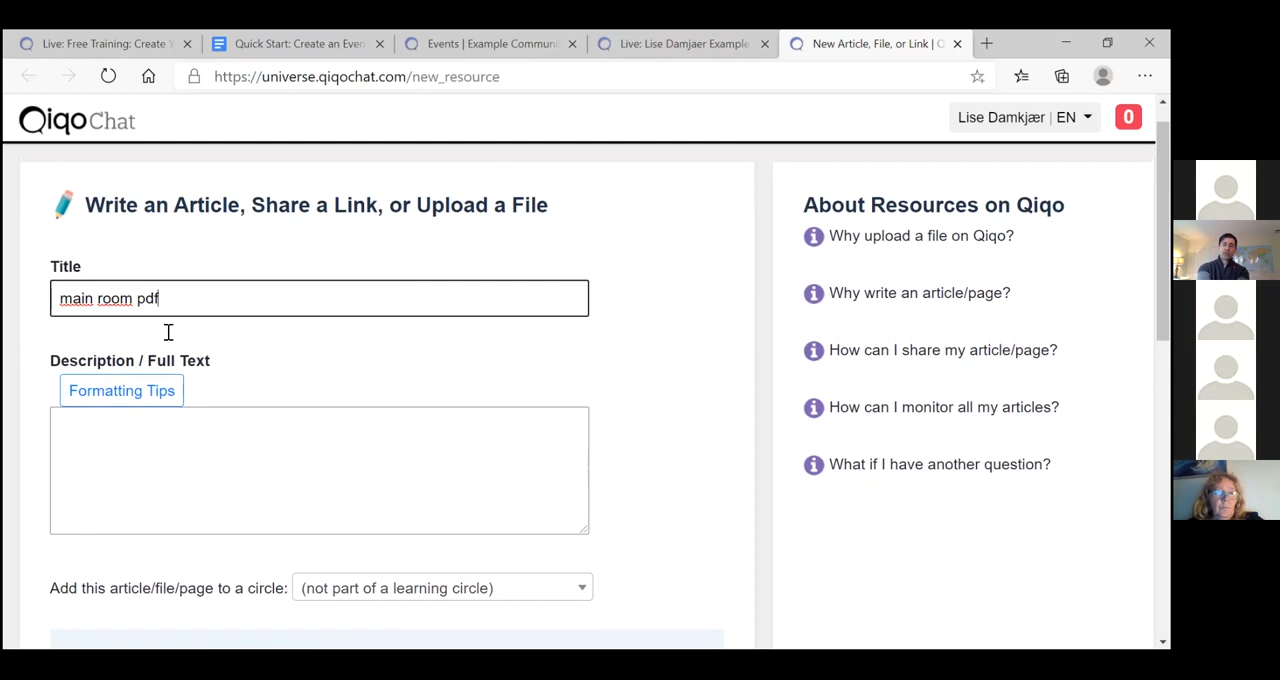 Live: Free Training: Create Y
Quick Start: Create an Even
Events | Example Communi
Live: Lise Damjaer Example
New Article, File, or Link | Q
https://universe.qiqochat.com/new_resource
QiqoChat
Lise Damkjær | EN
0
Write an Article, Share a Link, or Upload a File
Title
main room pdf
Description / Full Text
Formatting Tips
Add this article/file/page to a circle:
(not part of a learning circle)
About Resources on Qiqo
Why upload a file on Qiqo?
Why write an article/page?
How can I share my article/page?
How can I monitor all my articles?
What if I have another question?